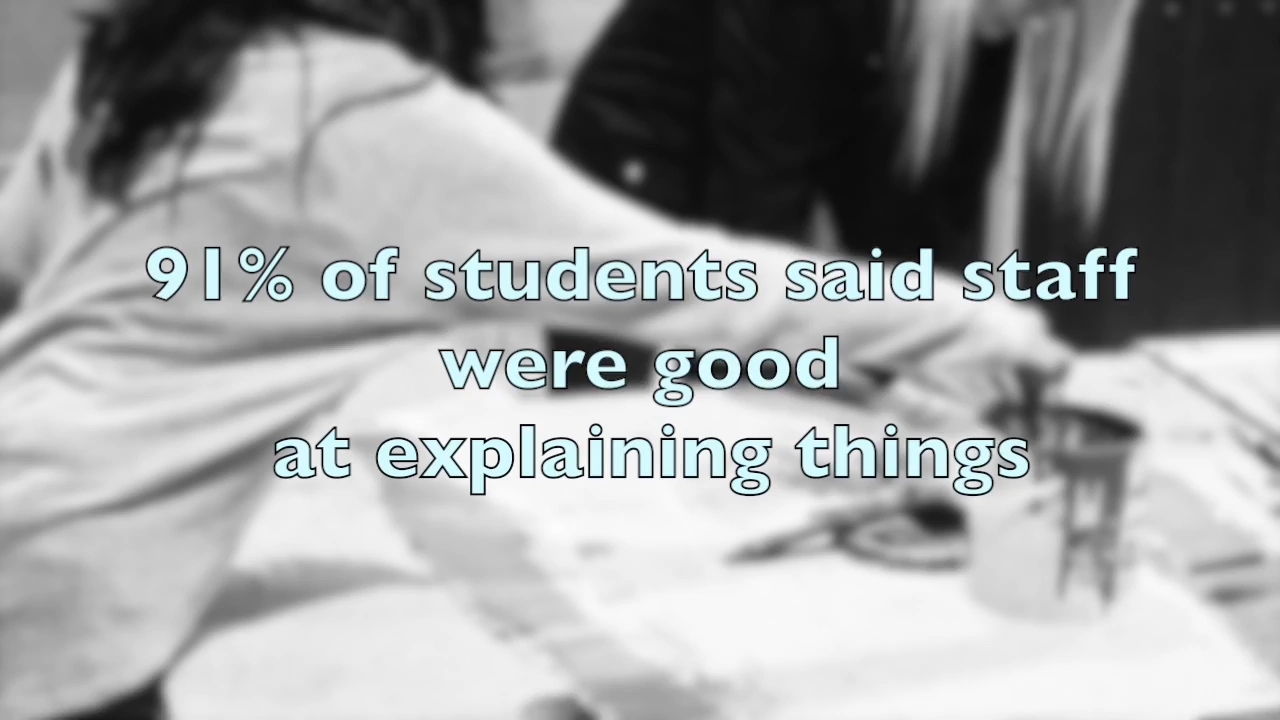 91% of students said staff
were good
at explaining things